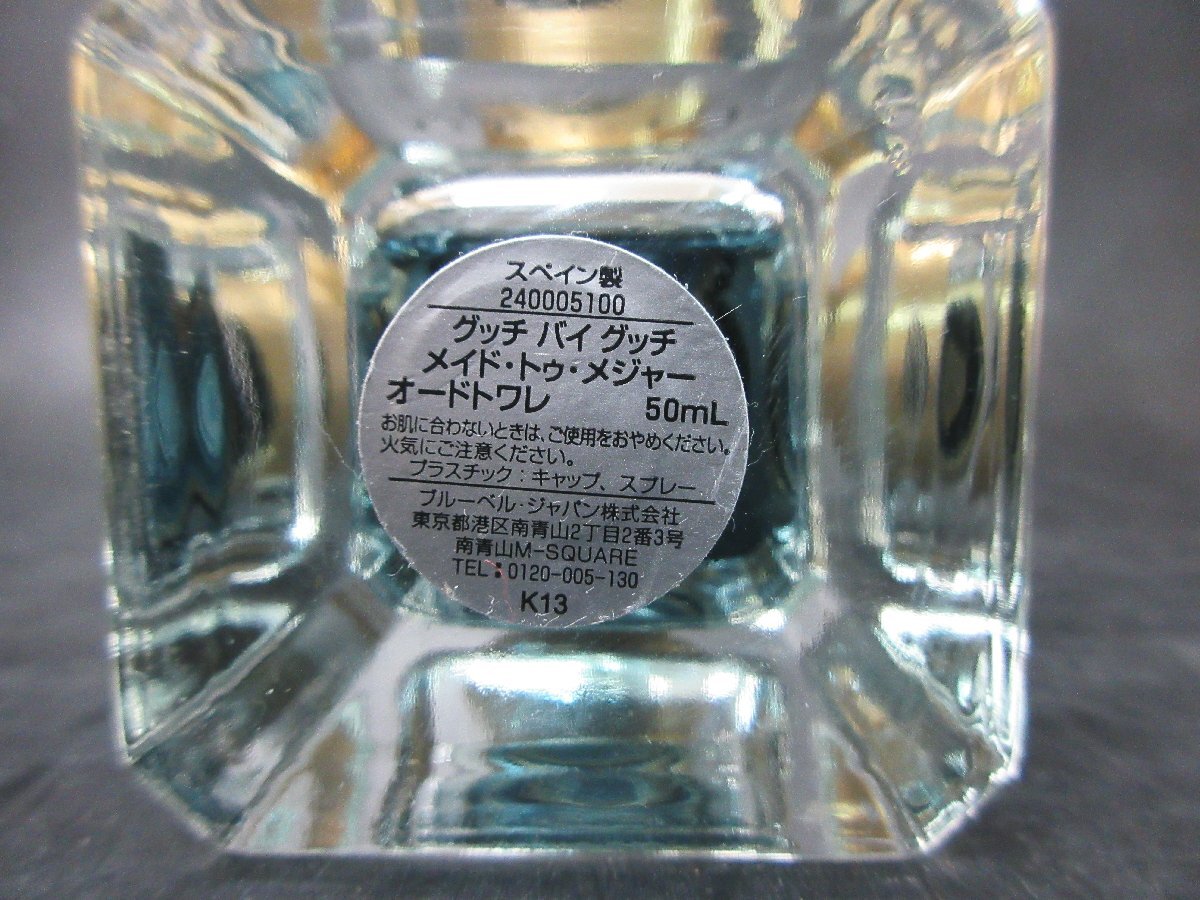 スペイン製
240005100
グッチ バイ グッチ
メイド・トゥ・メジャー
オードトワレ 50mL
お肌に合わないときは、ご使用をおやめください。
火気にご注意ください。
プラスチック：キャップ、スプレー
ブルーベル・ジャパン株式会社
東京都港区南青山2丁目2番3号
南青山M-SQUARE
TEL：0120-005-130
K13